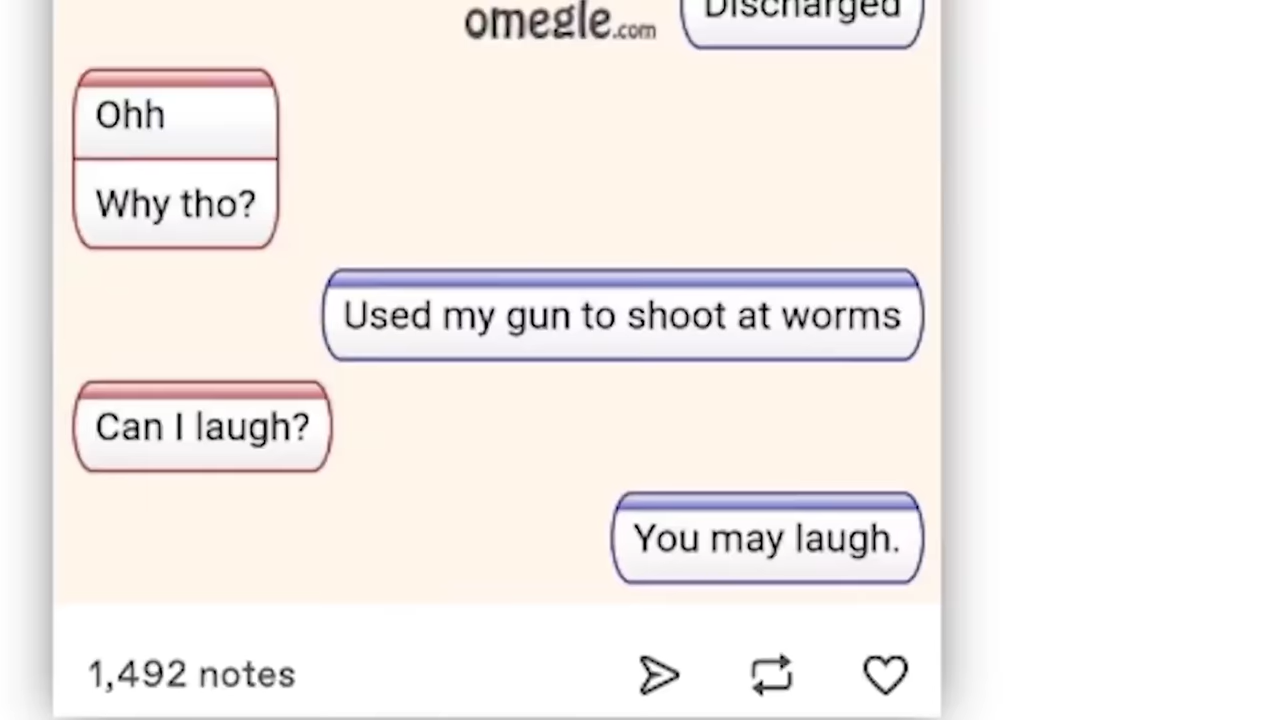 Discharged
omegle.com
Ohh
Why tho?
Used my gun to shoot at worms
Can I laugh?
You may laugh.
1,492 notes